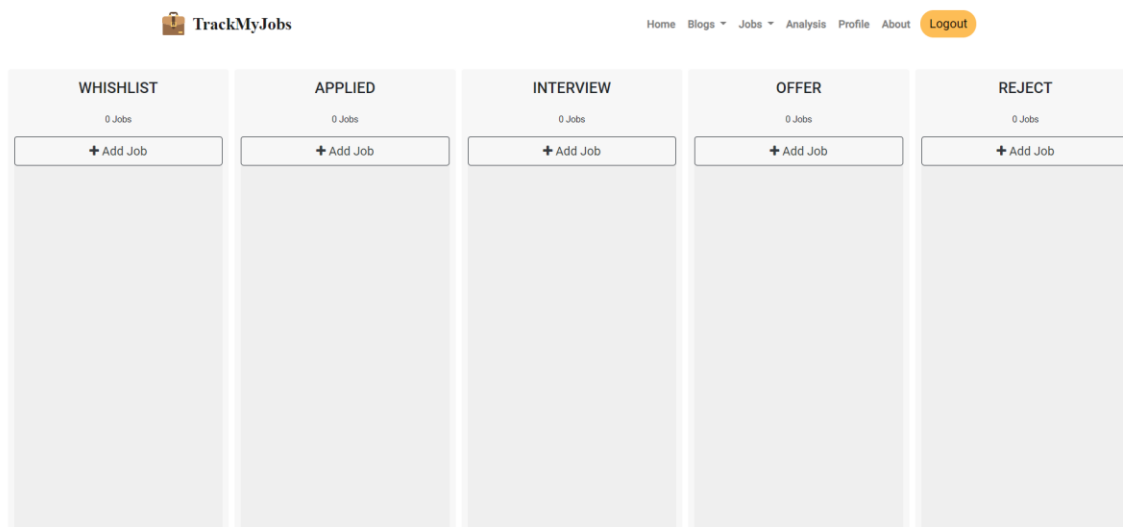 TrackMyJobs
Home Blogs Jobs Analysis Profile About Logout
WHISHLIST APPLIED INTERVIEW OFFER REJECT
0 Jobs 0 Jobs 0 Jobs 0 Jobs 0 Jobs
+ Add Job + Add Job + Add Job + Add Job + Add Job